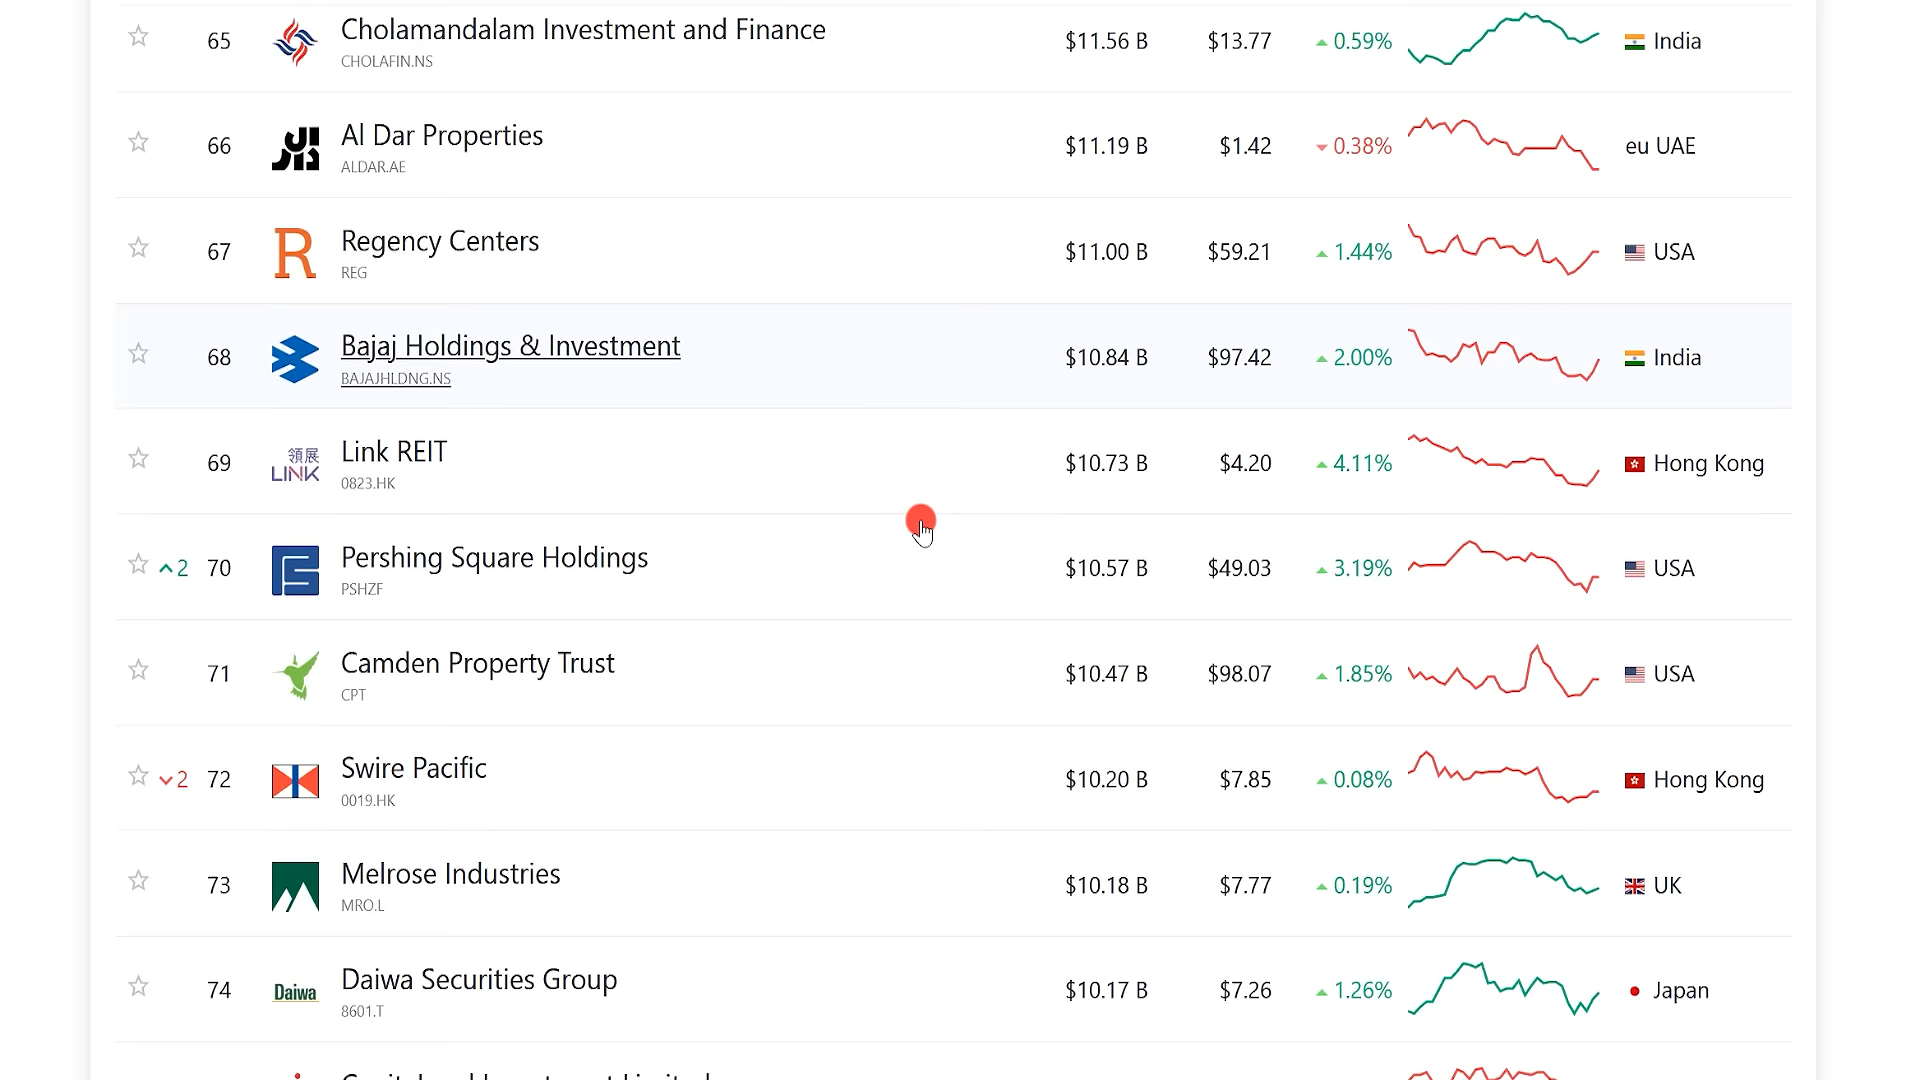 65 Cholamandalam Investment and Finance $11.56 B $13.77 0.59% India
CHOLAFIN.NS
66 Al Dar Properties $11.19 B $1.42 0.38% eu UAE
ALDAR.AE
67 R Regency Centers $11.00 B $59.21 1.44% USA
REG
68 Bajaj Holdings & Investment $10.84 B $97.42 2.00% India
BAJAJHLDNG.NS
69 領展 LINK Link REIT $10.73 B $4.20 4.11% Hong Kong
0823.HK
2 70 Pershing Square Holdings $10.57 B $49.03 3.19% USA
PSHZF
71 Camden Property Trust $10.47 B $98.07 1.85% USA
CPT
2 72 Swire Pacific $10.20 B $7.85 0.08% Hong Kong
0019.HK
73 Melrose Industries $10.18 B $7.77 0.19% UK
MRO.L
74 Daiwa Daiwa Securities Group $10.17 B $7.26 1.26% Japan
8601.T